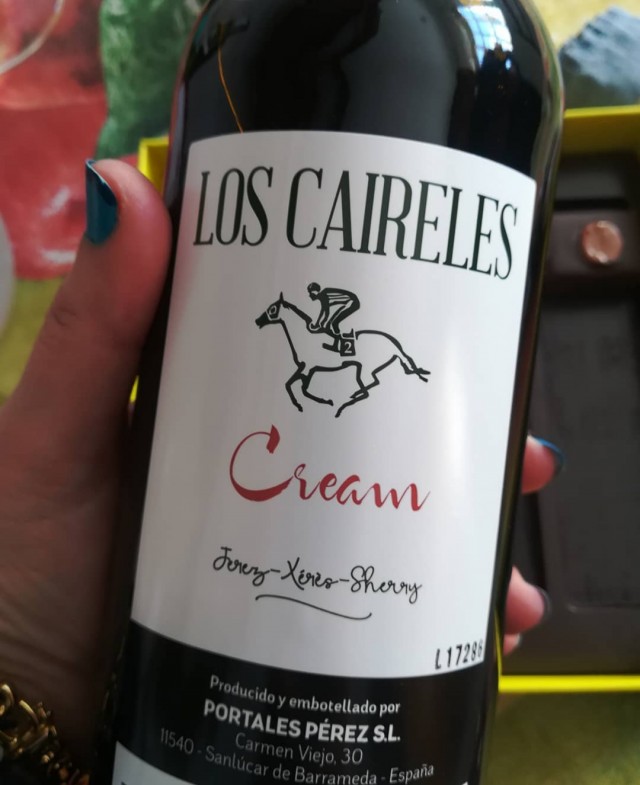 LOS CAIRELES
2
Cream
Jerez-Xérès-Sherry
L17286
Producido y embotellado por
PORTALES PÉREZ S.L.
Carmen Viejo, 30
11540 - Sanlúcar de Barrameda - España